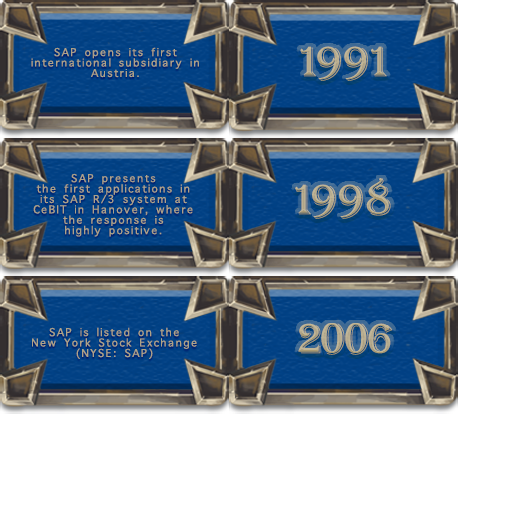 SAP opens its first
international subsidiary in
Austria.
1991
SAP presents
the first applications in
its SAP R/3 system at
CeBIT in Hanover, where
the response is
highly positive.
1998
SAP is listed on the
New York Stock Exchange
(NYSE: SAP)
2006